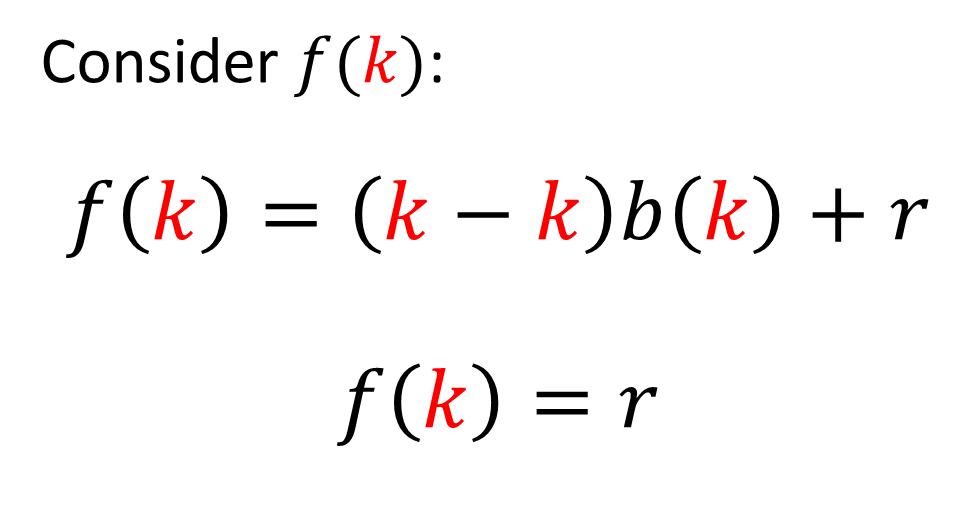 Consider f(k):
f(k) = (k − k)b(k) + r
f(k) = r